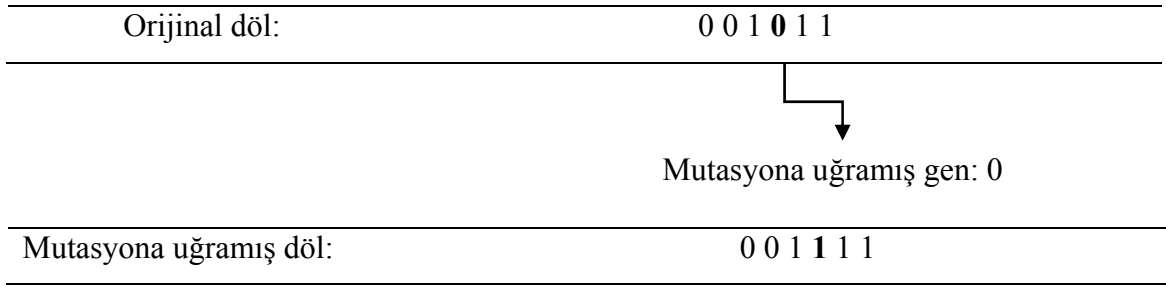 Orijinal döl: 0 0 1 0 1 1
Mutasyona uğramış gen: 0
Mutasyona uğramış döl: 0 0 1 1 1 1